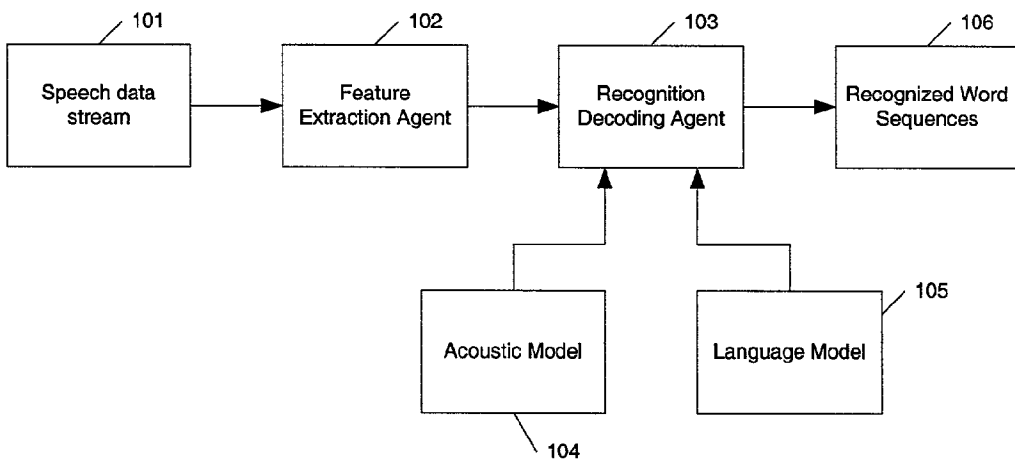 101
102
103
106
Speech data
stream
Feature
Extraction Agent
Recognition
Decoding Agent
Recognized Word
Sequences
105
Acoustic Model
Language Model
104